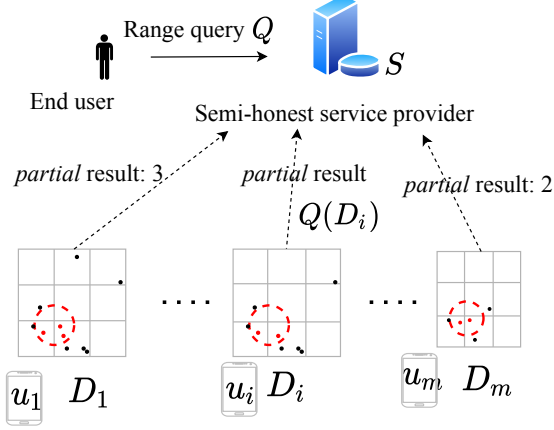 Range query Q
S
End user
Semi-honest service provider
partial result: 3
partial result
partial result: 2
Q(D_i)
. . . .
. . . .
u_1 D_1
u_i D_i
u_m D_m